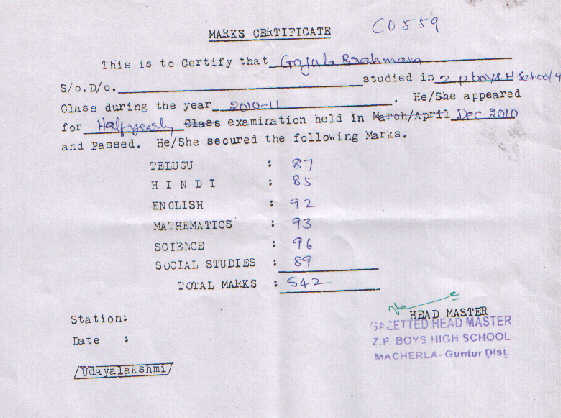 MARKS CERTIFICATE
C0559
This is to Certify that Gajala Brahmam
S/o.D/o. studied in
Class during the year 2010-11. He/She appeared
for Halfyearly Class examination held in March/April Dec 2010
and Passed. He/She secured the following Marks.
TELUGU : 87
HINDI : 85
ENGLISH : 92
MATHEMATICS : 93
SCIENCE : 96
SOCIAL STUDIES : 89
TOTAL MARKS : 542
Station:
Date :
HEAD MASTER
GAZETTED HEAD MASTER
Z.P. BOYS HIGH SCHOOL
MACHERLA- Guntur Dist.
/Udayalakshmi/